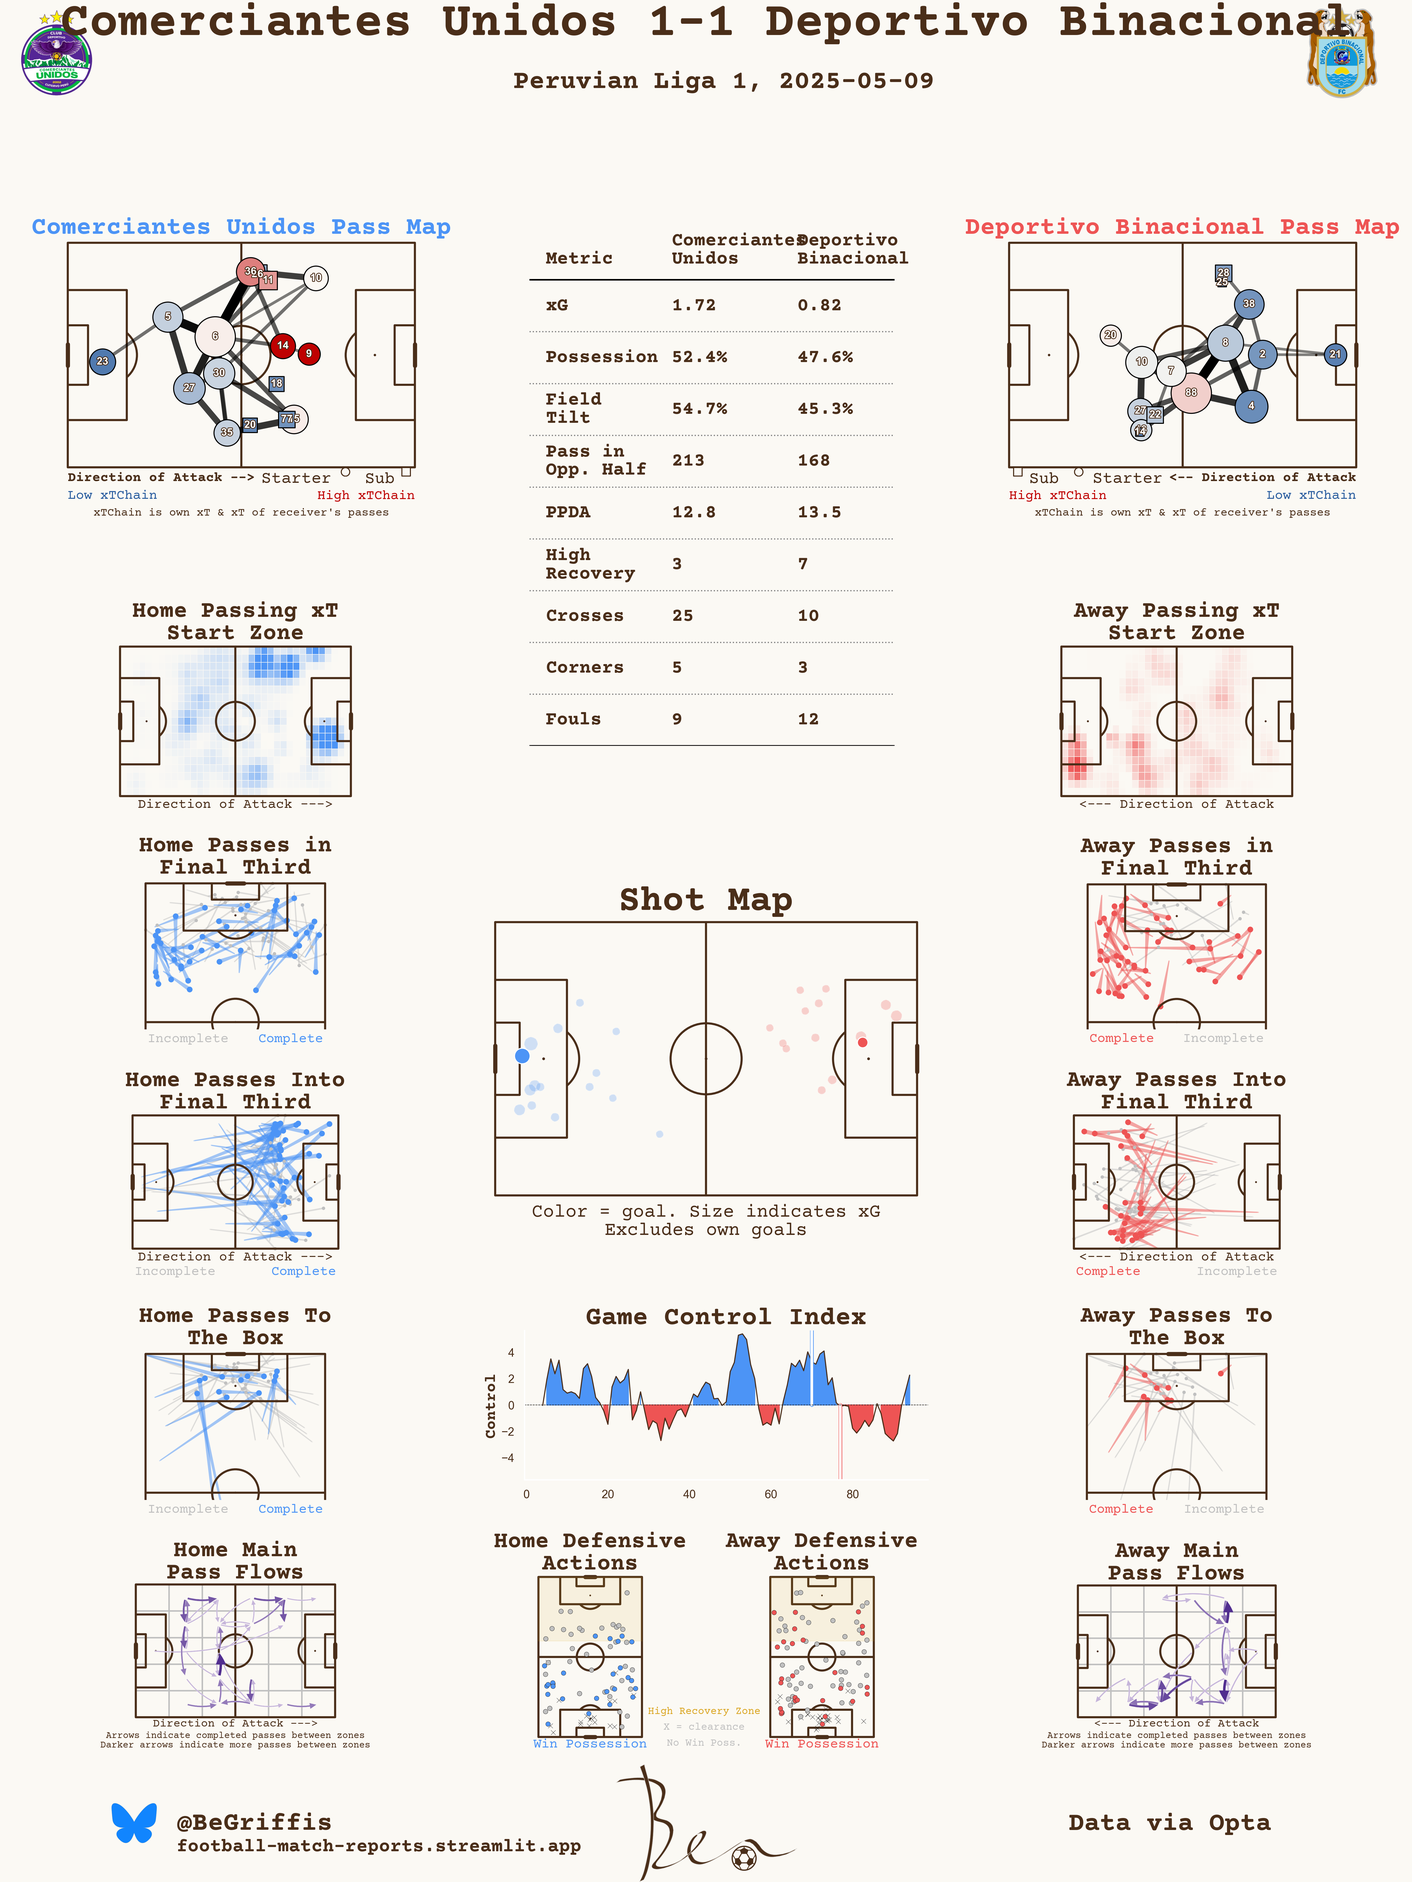 Comerciantes Unidos 1-1 Deportivo Binacional
Peruvian Liga 1, 2025-05-09
CLUB
DEPORTIVO
COMERCIANTES
UNIDOS
DEPORTIVO BINACIONAL
FC
Comerciantes Unidos Pass Map
36
26
11
10
5
6
14
9
23
30
18
27
20
77
35
Direction of Attack --> Starter Sub
Low xTChain High xTChain
xTChain is own xT & xT of receiver's passes
Metric Comerciantes Unidos Deportivo Binacional
xG 1.72 0.82
Possession 52.4% 47.6%
Field Tilt 54.7% 45.3%
Pass in Opp. Half 213 168
PPDA 12.8 13.5
High Recovery 3 7
Crosses 25 10
Corners 5 3
Fouls 9 12
Deportivo Binacional Pass Map
28
25
38
20
8
2
21
10
7
88
4
27
22
14
Sub Starter <-- Direction of Attack
High xTChain Low xTChain
xTChain is own xT & xT of receiver's passes
Home Passing xT
Start Zone
Direction of Attack --->
Away Passing xT
Start Zone
<--- Direction of Attack
Home Passes in
Final Third
Incomplete Complete
Away Passes in
Final Third
Complete Incomplete
Shot Map
Color = goal. Size indicates xG
Excludes own goals
Home Passes Into
Final Third
Direction of Attack --->
Incomplete Complete
Away Passes Into
Final Third
<--- Direction of Attack
Complete Incomplete
Home Passes To
The Box
Incomplete Complete
Game Control Index
Control
4
2
0
−2
−4
0 20 40 60 80
Away Passes To
The Box
Complete Incomplete
Home Main
Pass Flows
Direction of Attack --->
Arrows indicate completed passes between zones
Darker arrows indicate more passes between zones
Home Defensive
Actions
Win Possession
High Recovery Zone
X = clearance
No Win Poss.
Away Defensive
Actions
Win Possession
Away Main
Pass Flows
<--- Direction of Attack
Arrows indicate completed passes between zones
Darker arrows indicate more passes between zones
@BeGriffis
football-match-reports.streamlit.app
Ben
Data via Opta